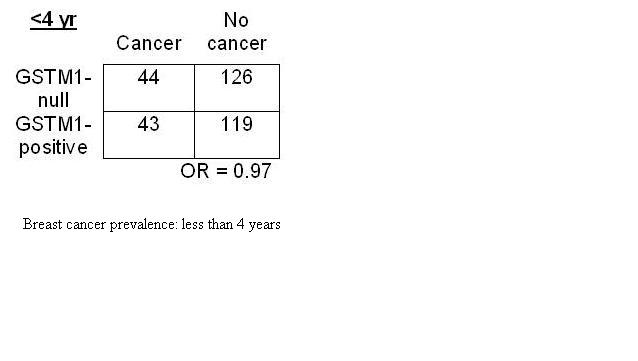 <4 yr
No
Cancer cancer
GSTM1- 44 126
null
GSTM1- 43 119
positive
OR = 0.97
Breast cancer prevalence: less than 4 years